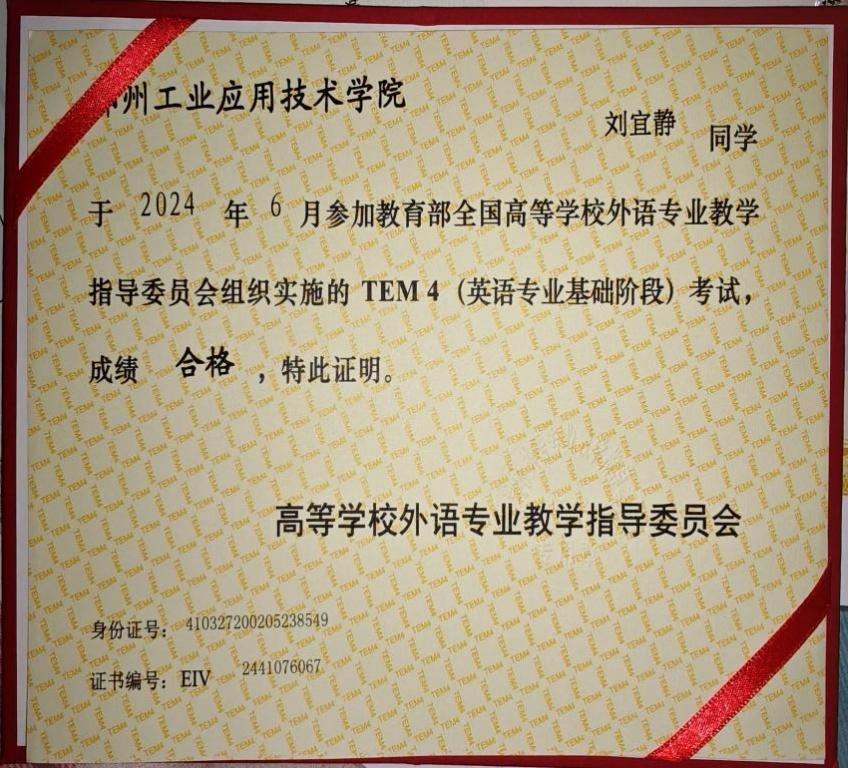 州工业应用技术学院
刘宜静 同学
于 2024 年 6 月参加教育部全国高等学校外语专业教学
指导委员会组织实施的 TEM 4（英语专业基础阶段）考试，
成绩 合格 ，特此证明。
高等学校外语专业教学指导委员会
身份证号： 410327200205238549
证书编号：EIV 2441076067